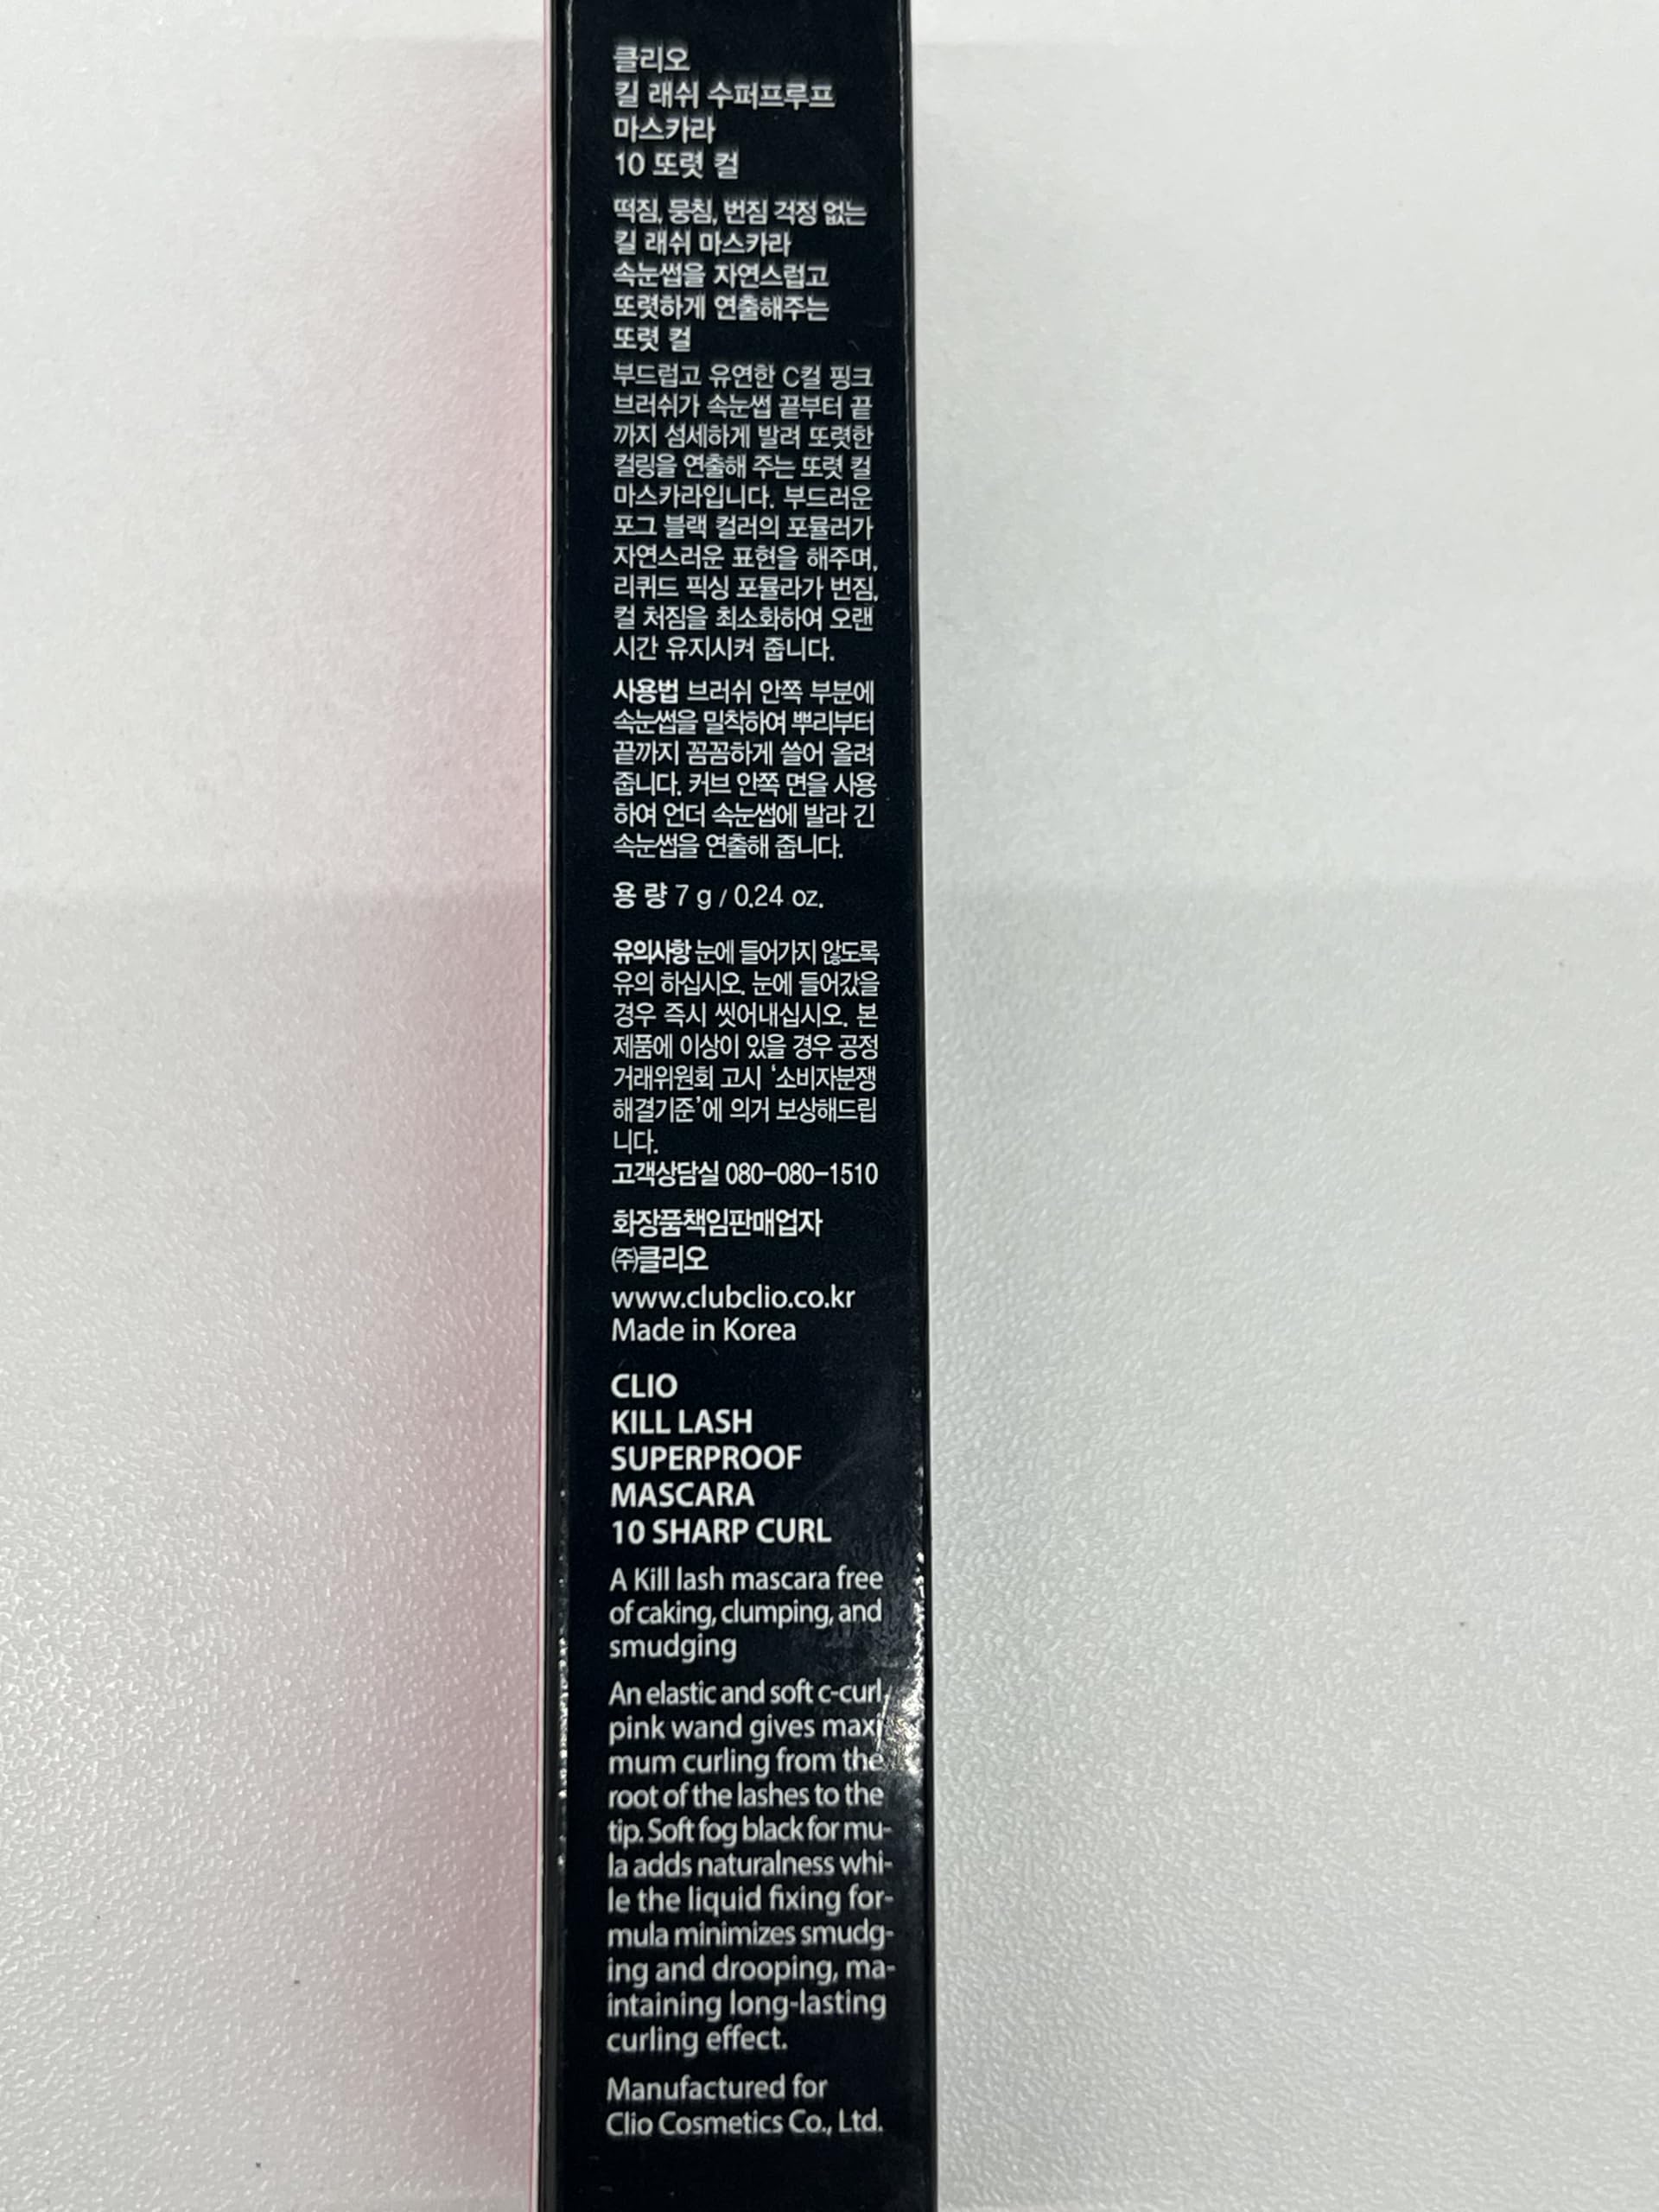 클리오
킬 래쉬 수퍼프루프
마스카라
10 또렷 컬
떡짐, 뭉침, 번짐 걱정 없는
킬 래쉬 마스카라
속눈썹을 자연스럽고
또렷하게 연출해주는
또렷 컬
부드럽고 유연한 C컬 핑크
브러쉬가 속눈썹 끝부터 끝
까지 섬세하게 발려 또렷한
컬링을 연출해 주는 또렷 컬
마스카라입니다. 부드러운
포그 블랙 컬러의 포뮬러가
자연스러운 표현을 해주며,
리퀴드 픽싱 포뮬라가 번짐,
컬 처짐을 최소화하여 오랜
시간 유지시켜 줍니다.
사용법 브러쉬 안쪽 부분에
속눈썹을 밀착하여 뿌리부터
끝까지 꼼꼼하게 쓸어 올려
줍니다. 커브 안쪽 면을 사용
하여 언더 속눈썹에 발라 긴
속눈썹을 연출해 줍니다.
용 량 7 g / 0.24 oz.
유의사항 눈에 들어가지 않도록
유의 하십시오. 눈에 들어갔을
경우 즉시 씻어내십시오. 본
제품에 이상이 있을 경우 공정
거래위원회 고시 ‘소비자분쟁
해결기준’에 의거 보상해드립
니다.
고객상담실 080-080-1510
화장품책임판매업자
㈜클리오
www.clubclio.co.kr
Made in Korea
CLIO
KILL LASH
SUPERPROOF
MASCARA
10 SHARP CURL
A Kill lash mascara free
of caking, clumping, and
smudging
An elastic and soft c-curl
pink wand gives maxi
mum curling from the
root of the lashes to the
tip. Soft fog black for mu-
la adds naturalness whi-
le the liquid fixing for-
mula minimizes smudg-
ing and drooping, ma-
intaining long-lasting
curling effect.
Manufactured for
Clio Cosmetics Co., Ltd.